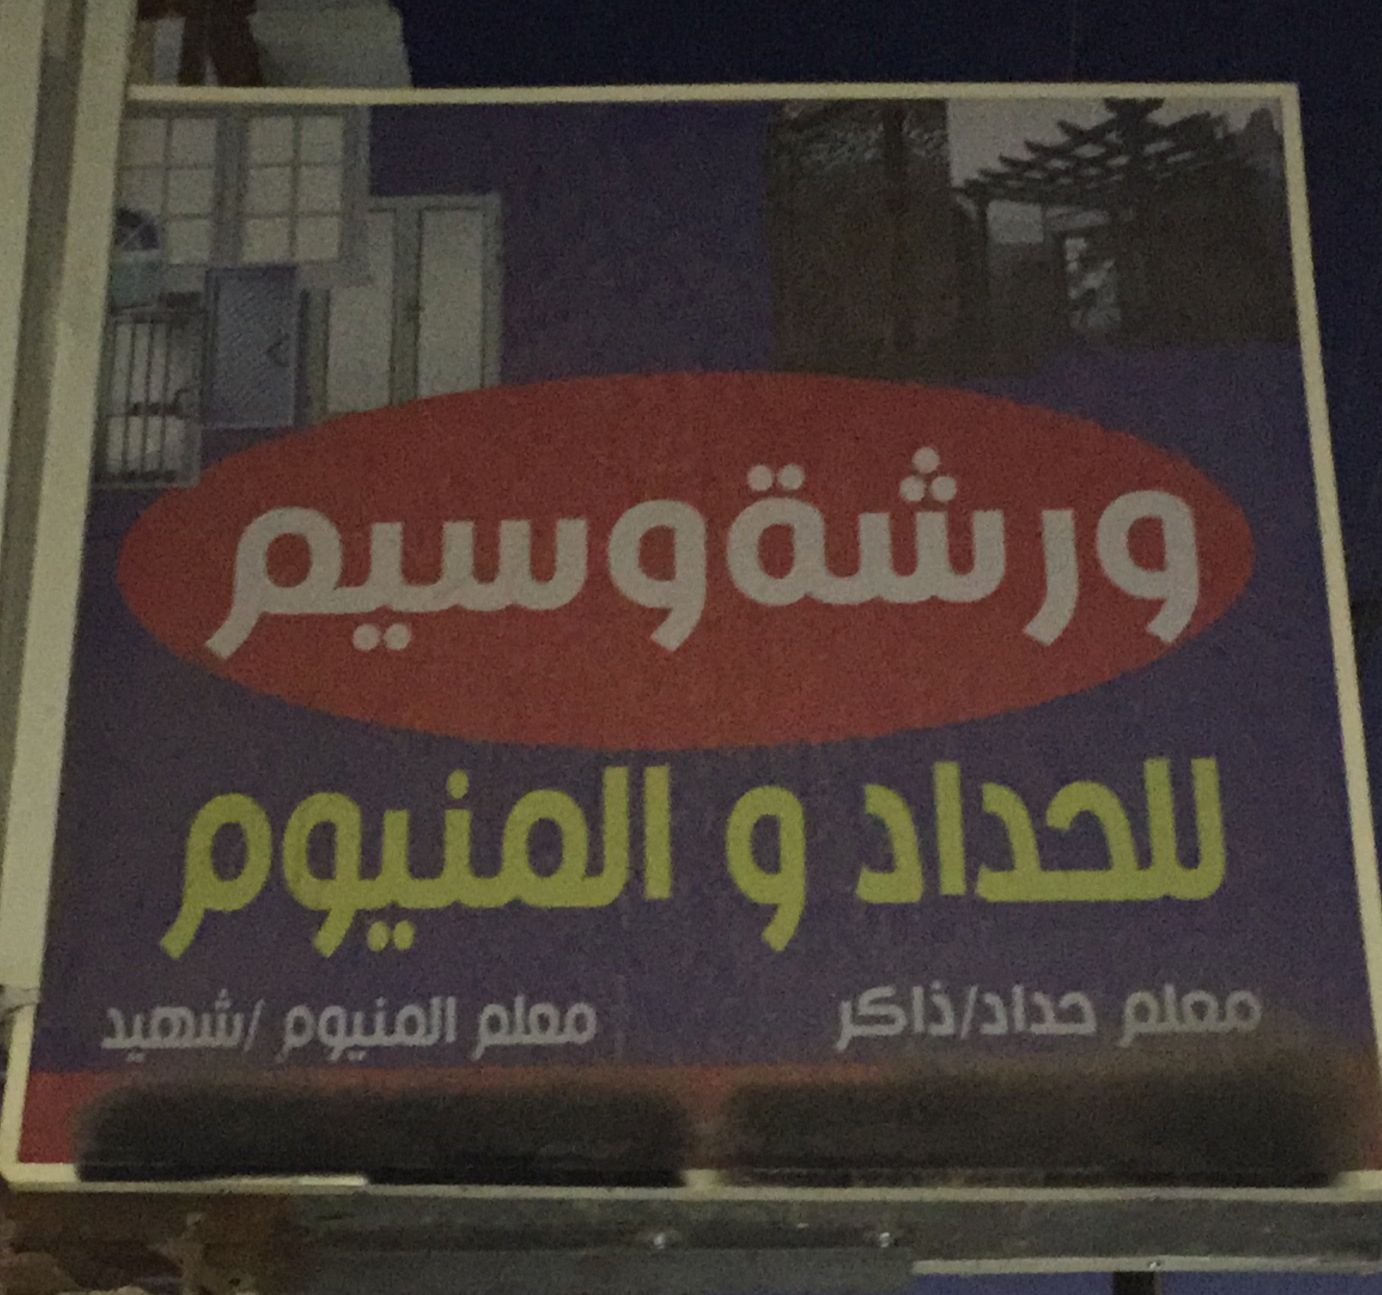 ورشة وسيم
للحداد و المنيوم
معلم حداد/ذاكر
معلم المنيوم /شهيد